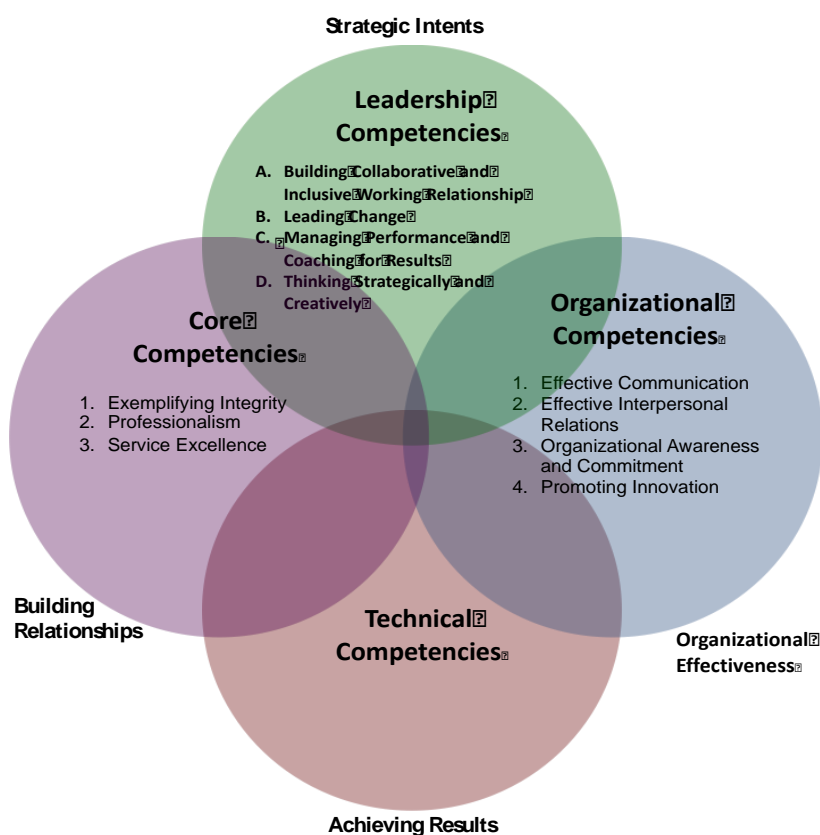 Strategic Intents
Leadership
Competencies
A. Building Collaborative and
Inclusive Working Relationship
B. Leading Change
C. Managing Performance and
Coaching for Results
D. Thinking Strategically and
Creatively
Core
Competencies
1. Exemplifying Integrity
2. Professionalism
3. Service Excellence
Organizational
Competencies
1. Effective Communication
2. Effective Interpersonal
Relations
3. Organizational Awareness
and Commitment
4. Promoting Innovation
Technical
Competencies
Building
Relationships
Organizational
Effectiveness
Achieving Results